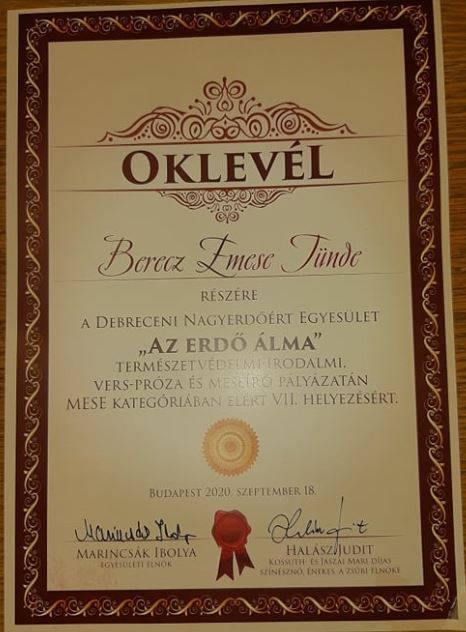 OKLEVÉL
Berecz Emese Tünde
RÉSZÉRE
A DEBRECENI NAGYERDŐÉRT EGYESÜLET
„AZ ERDŐ ÁLMA”
TERMÉSZETVÉDELMI-IRODALMI,
VERS-PRÓZA ÉS MESEÍRÓ PÁLYÁZATÁN
MESE KATEGÓRIÁBAN ELÉRT VII. HELYEZÉSÉRT.
BUDAPEST 2020. SZEPTEMBER 18.
MARINCSÁK IBOLYA
EGYESÜLETI ELNÖK
HALÁSZ JUDIT
KOSSUTH- ÉS JÁSZAI MARI DÍJAS
SZÍNÉSZNŐ, ÉNEKES, A ZSŰRI ELNÖKE